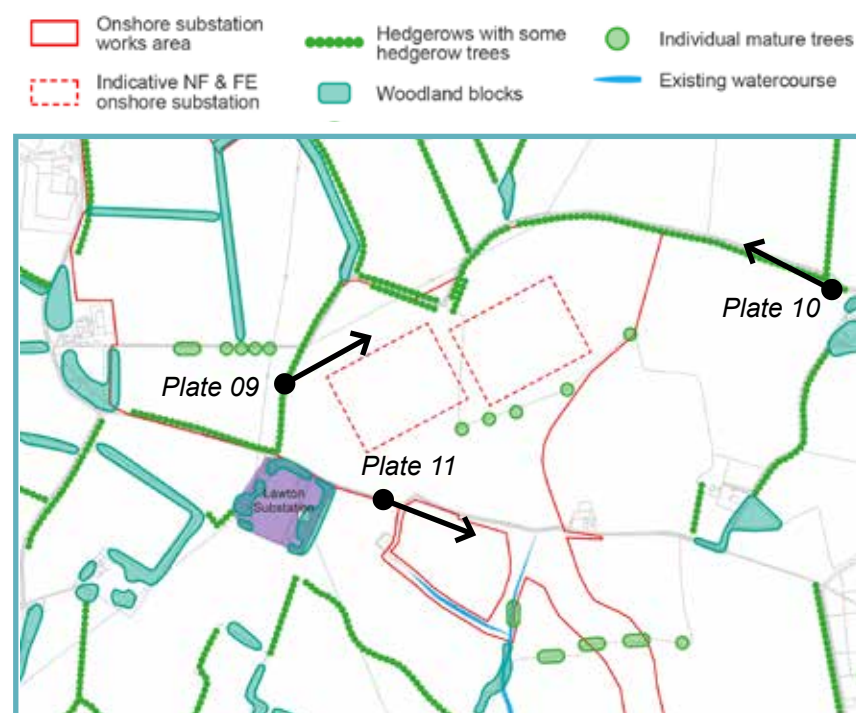 Onshore substation
works area
Hedgerows with some
hedgerow trees
Individual mature trees
Indicative NF & FE
onshore substation
Woodland blocks
Existing watercourse
Plate 10
Plate 09
Plate 11
Lawton
Substation